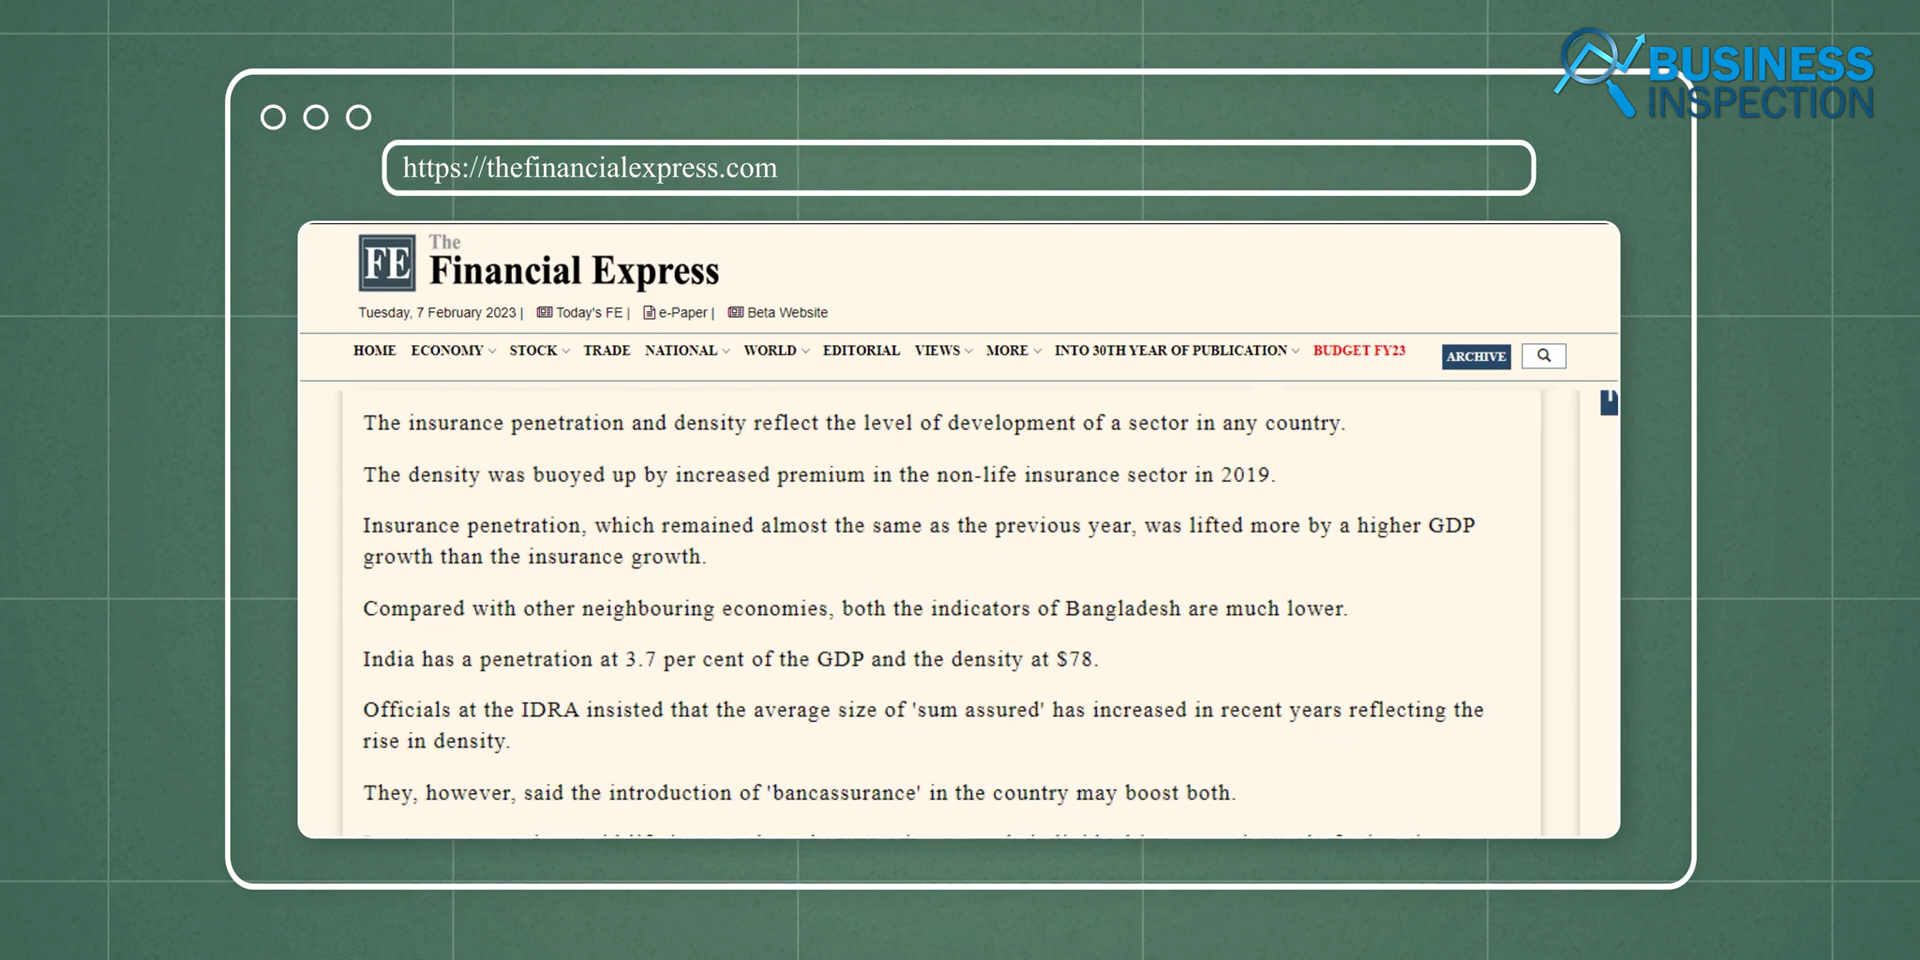 BUSINESS
INSPECTION
https://thefinancialexpress.com
FE
The
Financial Express
Tuesday, 7 February 2023 | Today's FE | e-Paper | Beta Website
HOME ECONOMY STOCK TRADE NATIONAL WORLD EDITORIAL VIEWS MORE INTO 30TH YEAR OF PUBLICATION BUDGET FY23 ARCHIVE
The insurance penetration and density reflect the level of development of a sector in any country.
The density was buoyed up by increased premium in the non-life insurance sector in 2019.
Insurance penetration, which remained almost the same as the previous year, was lifted more by a higher GDP
growth than the insurance growth.
Compared with other neighbouring economies, both the indicators of Bangladesh are much lower.
India has a penetration at 3.7 per cent of the GDP and the density at $78.
Officials at the IDRA insisted that the average size of 'sum assured' has increased in recent years reflecting the
rise in density.
They, however, said the introduction of 'bancassurance' in the country may boost both.